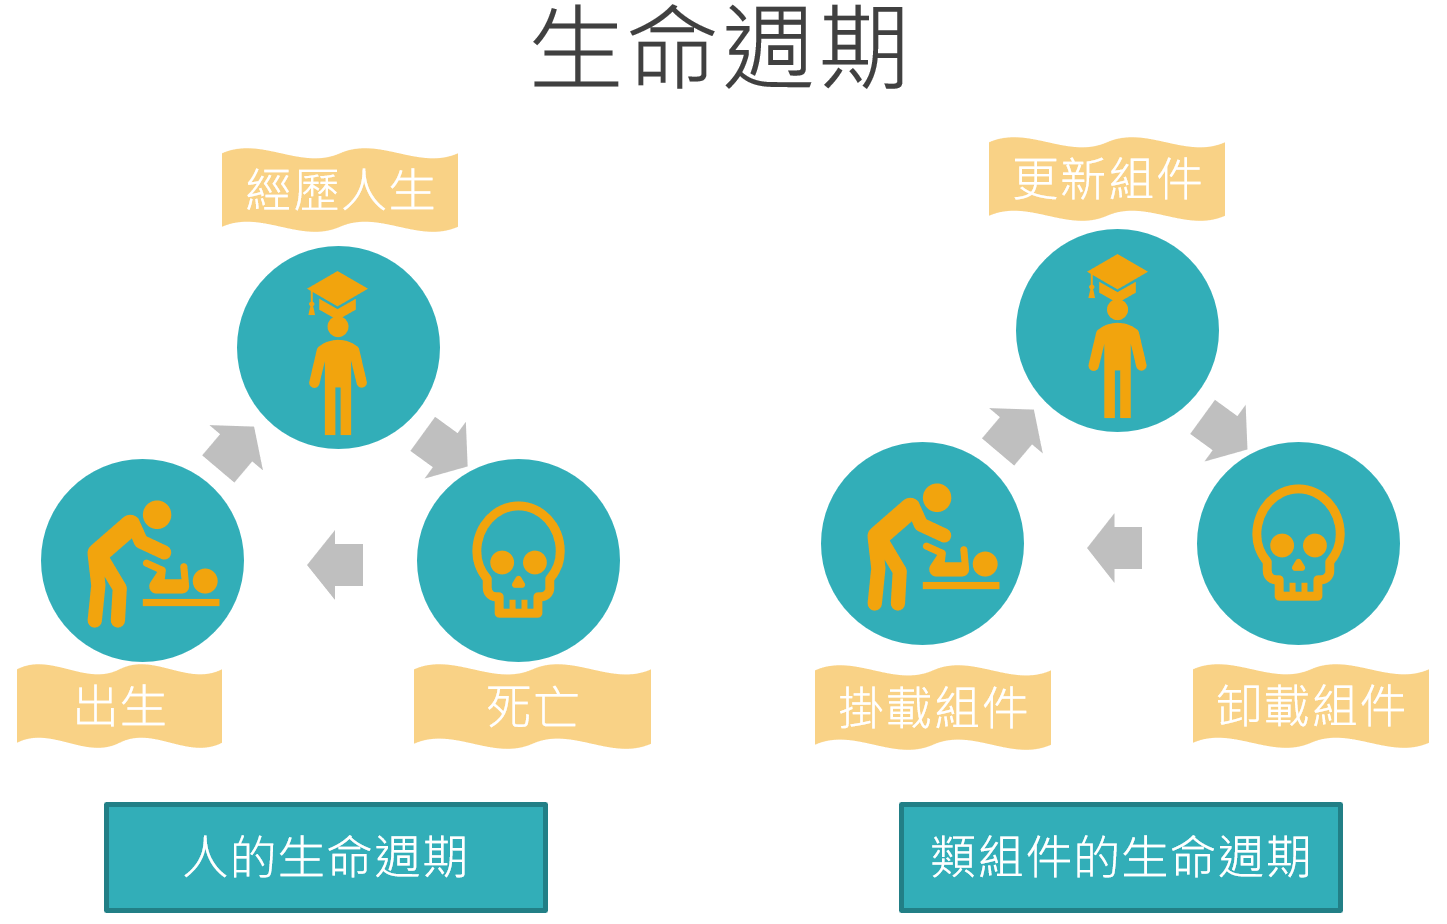 生命週期
經歷人生
更新組件
出生
死亡
掛載組件
卸載組件
人的生命週期
類組件的生命週期